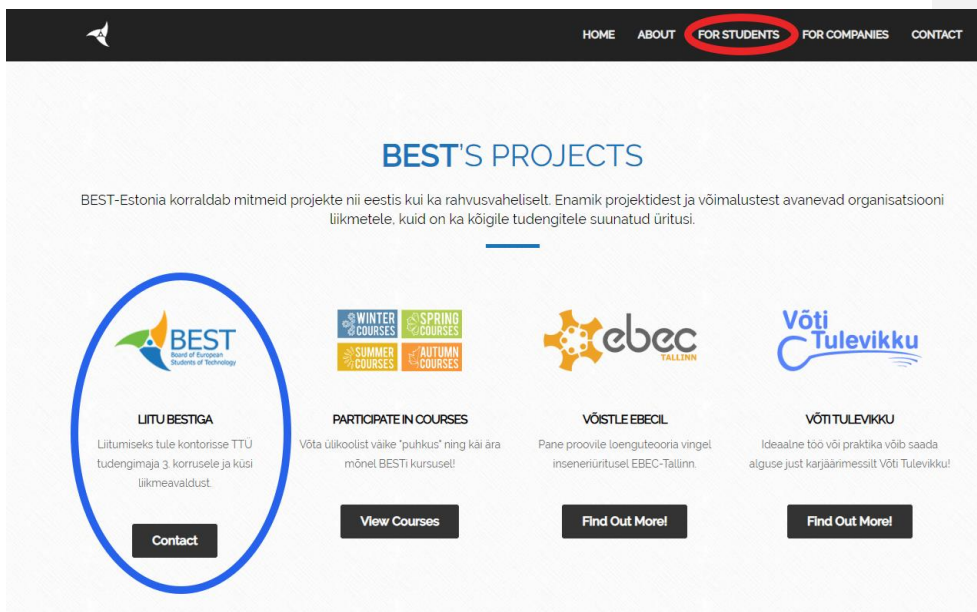 HOME ABOUT FOR STUDENTS FOR COMPANIES CONTACT
BEST'S PROJECTS
BEST-Estonia korraldab mitmeid projekte nii eestis kui ka rahvusvaheliselt. Enamik projektidest ja võimalustest avanevad organisatsiooni
liikmetele, kuid on ka kõigile tudengitele suunatud üritusi.
BEST
Board of European
Students of Technology
LIITU BESTIGA
Liitumiseks tule kontorisse TTÜ
tudengimaja 3. korrusele ja küsi
liikmeavaldust.
Contact
WINTER COURSES
SPRING COURSES
SUMMER COURSES
AUTUMN COURSES
PARTICIPATE IN COURSES
Võta ülikoolist väike "puhkus" ning käi ära
mõnel BESTi kursusel!
View Courses
ebec
TALLINN
VÕISTLE EBECIL
Pane proovile loenguteooria vingel
inseneriüritusel EBEC-Tallinn.
Find Out More!
Võti
Tulevikku
VÕTI TULEVIKKU
Ideaalne töö või praktika võib saada
alguse just karjäärimessilt Võti Tulevikku!
Find Out More!